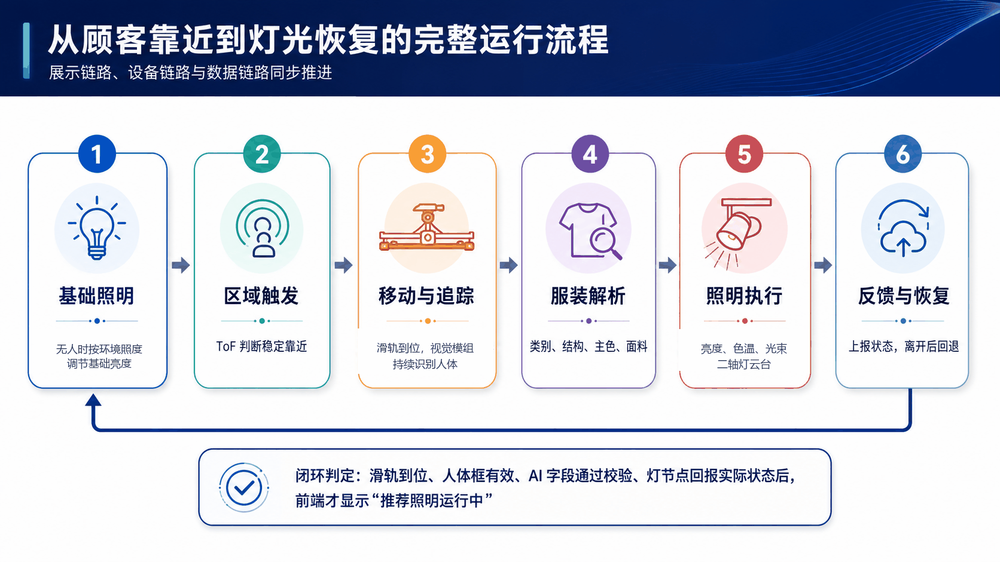 从顾客靠近到灯光恢复的完整运行流程
展示链路、设备链路与数据链路同步推进
1
基础照明
无人时按环境照度
调节基础亮度
2
区域触发
ToF 判断稳定靠近
3
移动与追踪
滑轨到位，视觉模组
持续识别人体
4
服装解析
类别、结构、主色、面料
5
照明执行
亮度、色温、光束
二轴灯云台
6
反馈与恢复
上报状态，离开后回退
闭环判定：滑轨到位、人体框有效、AI 字段通过校验、灯节点回报实际状态后，
前端才显示“推荐照明运行中”